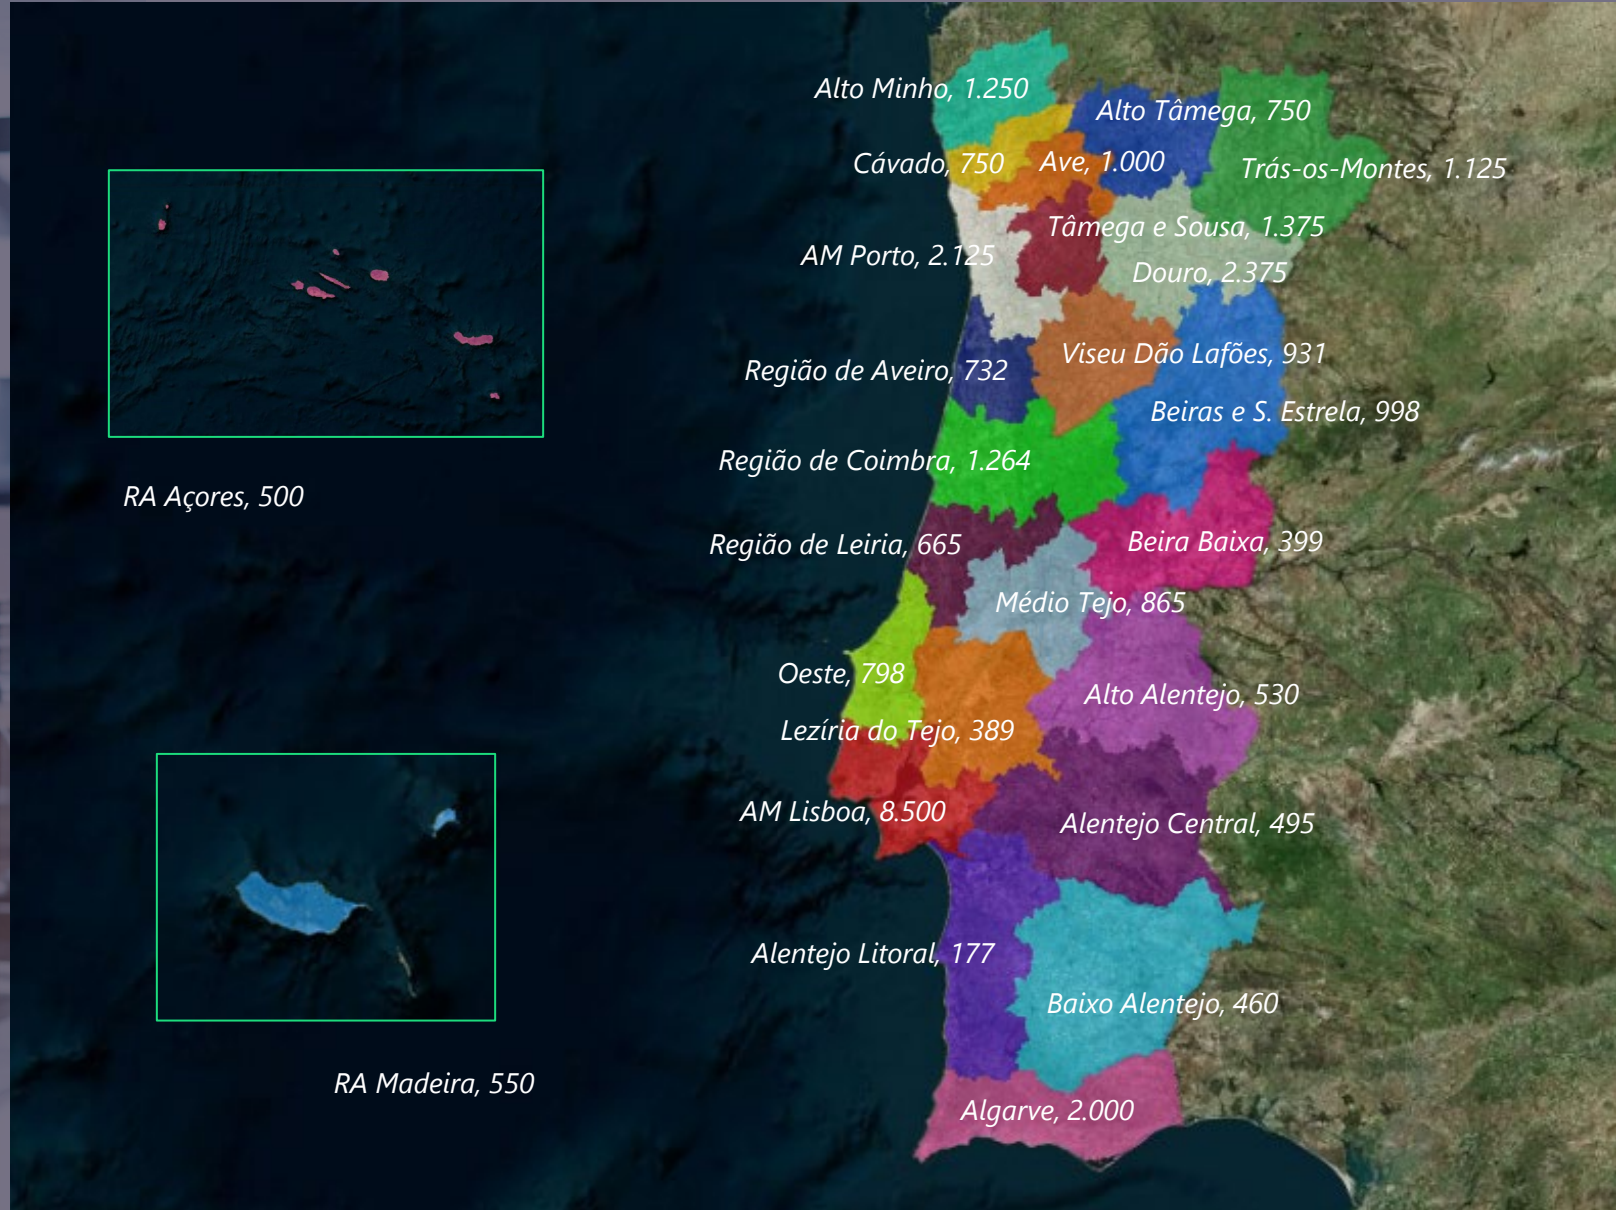 Alto Minho, 1.250
Alto Tâmega, 750
Cávado, 750
Ave, 1.000
Trás-os-Montes, 1.125
Tâmega e Sousa, 1.375
AM Porto, 2.125
Douro, 2.375
Viseu Dão Lafões, 931
Região de Aveiro, 732
Beiras e S. Estrela, 998
Região de Coimbra, 1.264
RA Açores, 500
Região de Leiria, 665
Beira Baixa, 399
Médio Tejo, 865
Oeste, 798
Alto Alentejo, 530
Lezíria do Tejo, 389
AM Lisboa, 8.500
Alentejo Central, 495
Alentejo Litoral, 177
Baixo Alentejo, 460
RA Madeira, 550
Algarve, 2.000